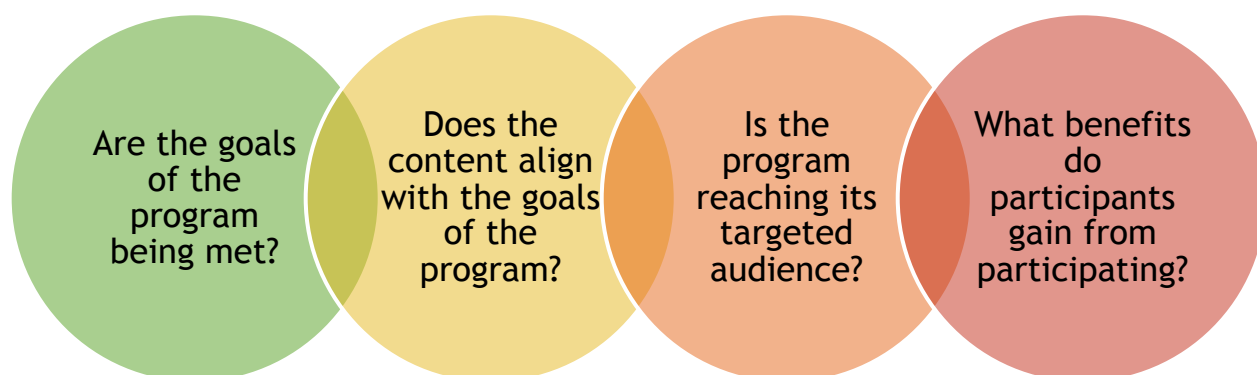 Are the goals
of the
program
being met?
Does the
content align
with the goals
of the
program?
Is the
program
reaching its
targeted
audience?
What benefits
do
participants
gain from
participating?